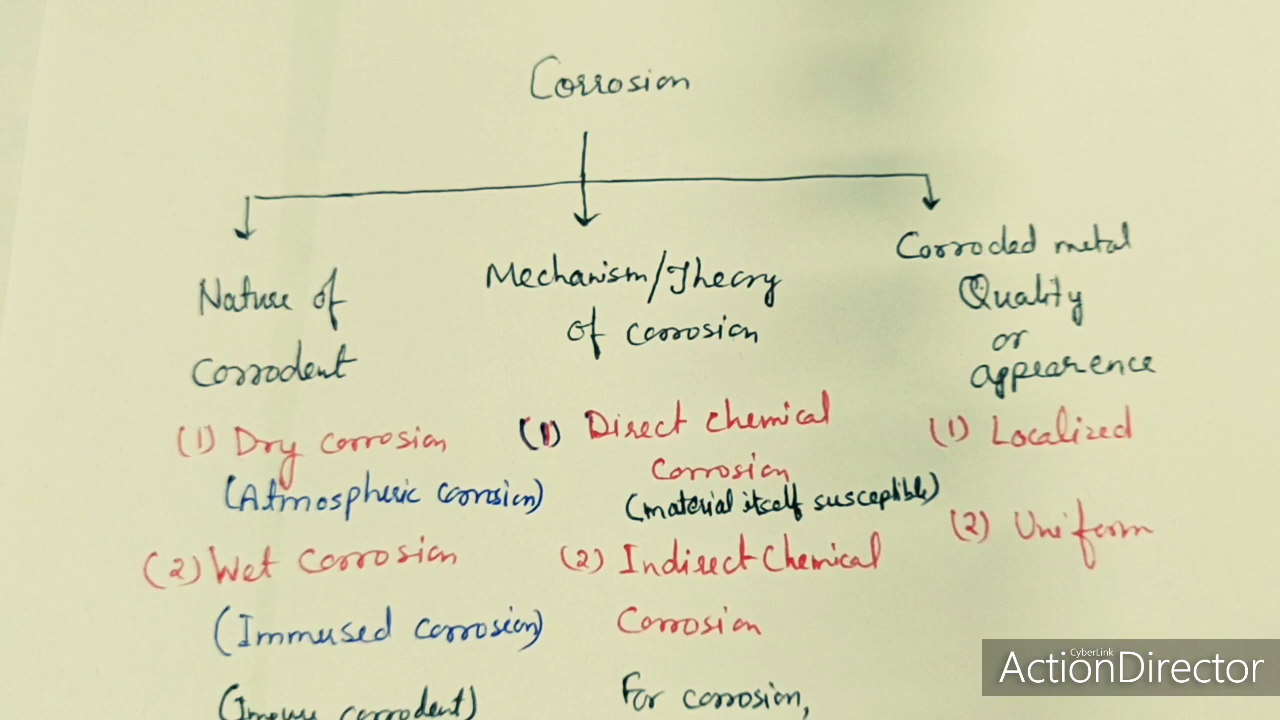 Corrosion
Nature of
Corrodent
(1) Dry corrosion
(Atmospheric corrosion)
(2) Wet Corrosion
(Immused corrosion)
corrodent)
Mechanism/Theory
of corrosion
(1) Direct chemical
Corrosion
(material itself susceptible)
(2) Indirect Chemical
Corrosion
For corrosion,
Corroded metal
Quality
or
appearence
(1) Localized
(2) Uniform
CyberLink
ActionDirector